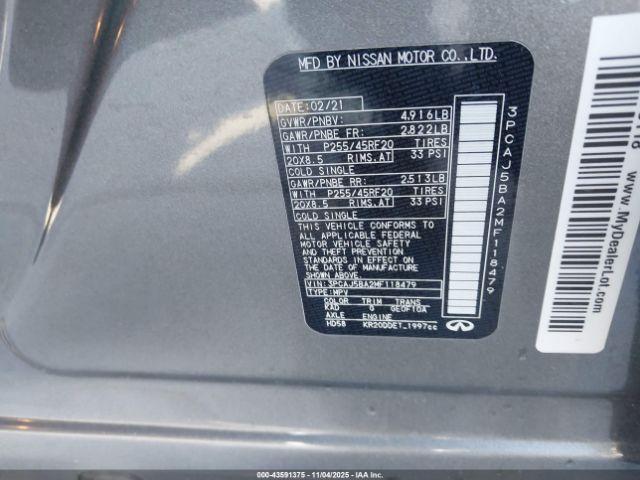 MFD BY NISSAN MOTOR CO.,LTD.
DATE: 02/21
GVWR/PNBV: 4.916LB
GAWR/PNBE FR: 2.822LB
WITH P255/45RF20 TIRES
20X8.5 RIMS.AT 33 PSI
COLD SINGLE
GAWR/PNBE RR: 2.513LB
WITH P255/45RF20 TIRES
20X8.5 RIMS.AT 33 PSI
COLD SINGLE
THIS VEHICLE CONFORMS TO
ALL APPLICABLE FEDERAL
MOTOR VEHICLE SAFETY
AND THEFT PREVENTION
STANDARDS IN EFFECT ON
THE DATE OF MANUFACTURE
SHOWN ABOVE.
VIN: 3PCAJ5BA2MF118479
TYPE: MPV
COLOR TRIM TRANS
KAD G GE0F10A
AXLE ENGINE
HD58 KR20DDET_1997cc
3PCAJ5BA2MF118479
www.MyDealerLol.com
00-43591375 - 11/04/2025 - IAAI, Inc.